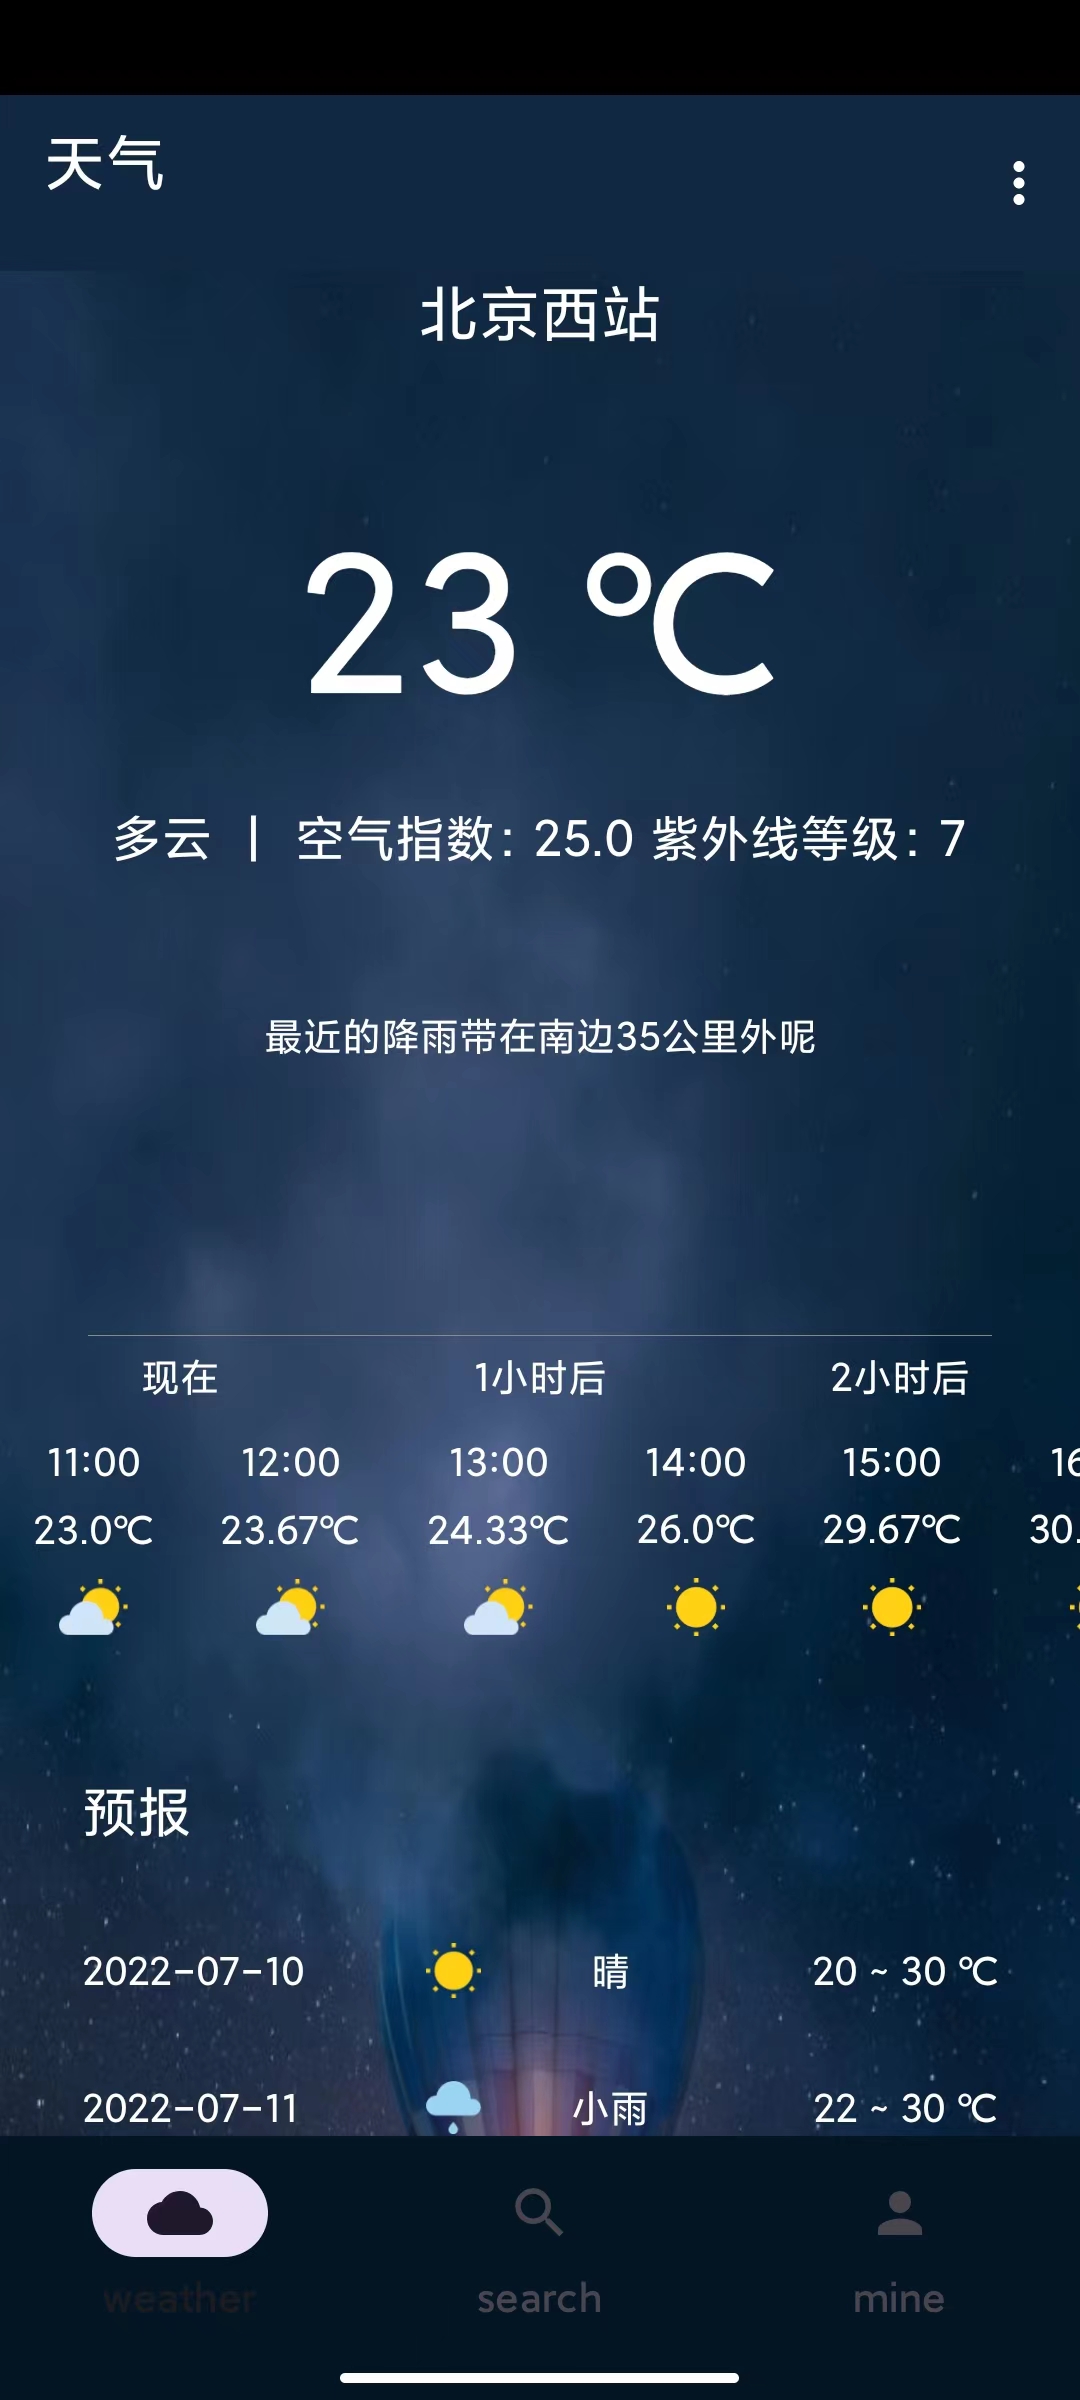 天气
北京西站
23 ℃
多云 | 空气指数: 25.0 紫外线等级: 7
最近的降雨带在南边35公里外呢
现在 1小时后 2小时后
11:00 12:00 13:00 14:00 15:00 16
23.0℃ 23.67℃ 24.33℃ 26.0℃ 29.67℃ 30.
预报
2022-07-10 晴 20 ~ 30 ℃
2022-07-11 小雨 22 ~ 30 ℃
weather search mine